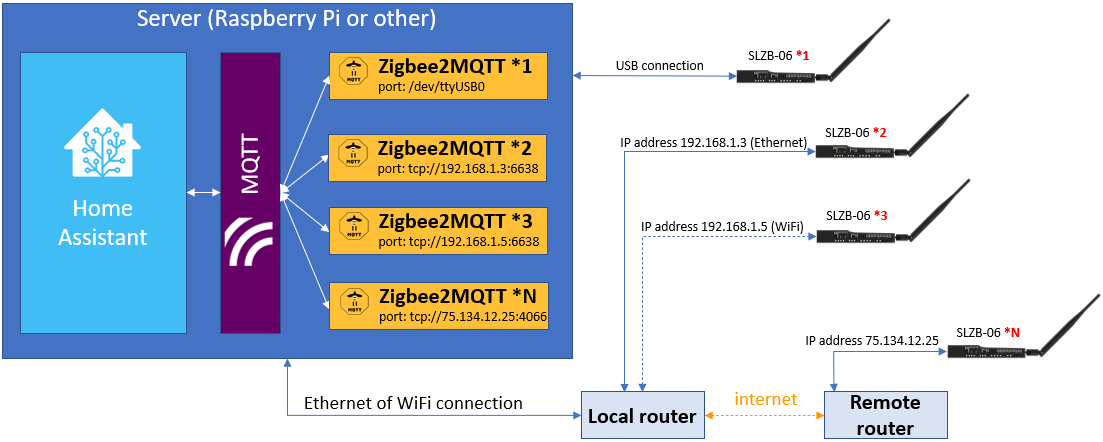 Server (Raspberry Pi or other)
Home
Assistant
MQTT
MQTT
Zigbee2MQTT *1
port: /dev/ttyUSB0
MQTT
Zigbee2MQTT *2
port: tcp://192.168.1.3:6638
MQTT
Zigbee2MQTT *3
port: tcp://192.168.1.5:6638
MQTT
Zigbee2MQTT *N
port: tcp://75.134.12.25:4066
USB connection
SLZB-06 *1
IP address 192.168.1.3 (Ethernet)
SLZB-06 *2
IP address 192.168.1.5 (WiFi)
SLZB-06 *3
IP address 75.134.12.25
SLZB-06 *N
Ethernet of WiFi connection
Local router
internet
Remote
router